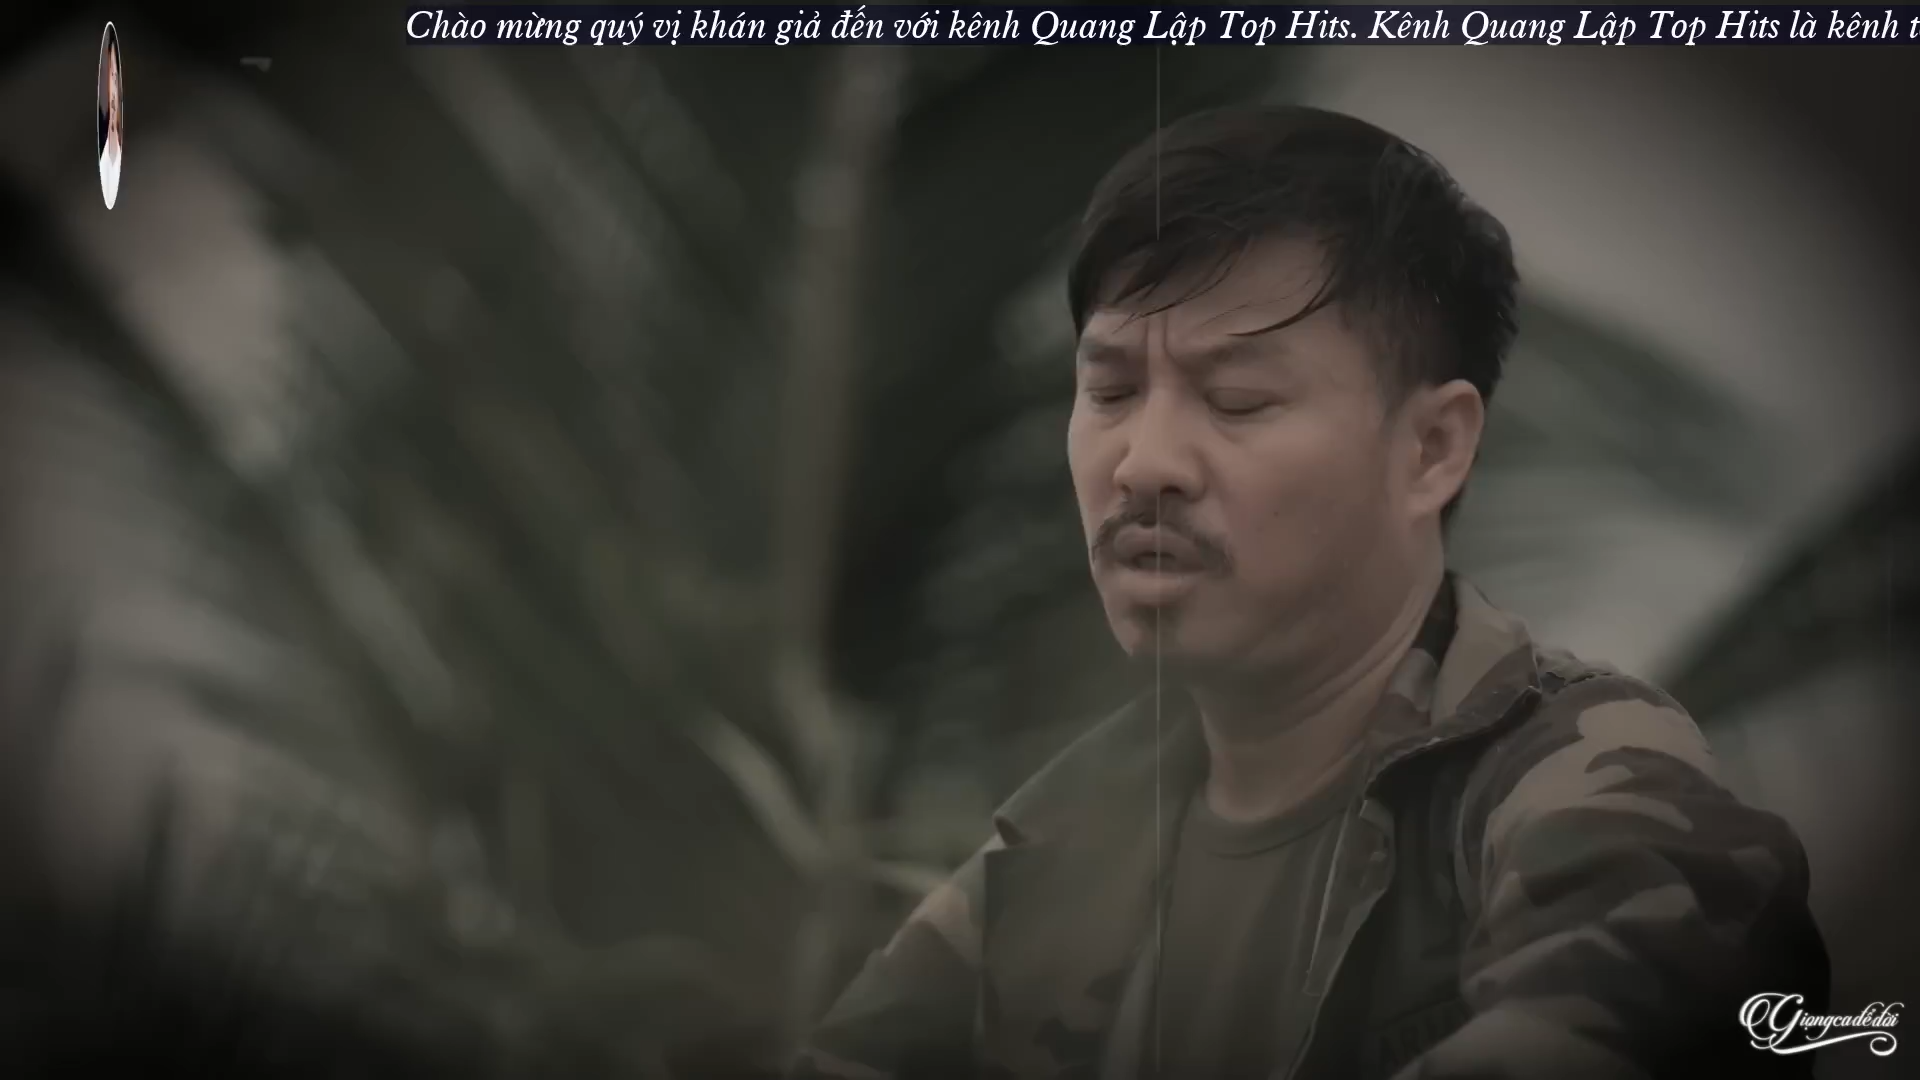 Chào mừng quý vị khán giả đến với kênh Quang Lập Top Hits. Kênh Quang Lập Top Hits là kênh
Giọngcađểđời